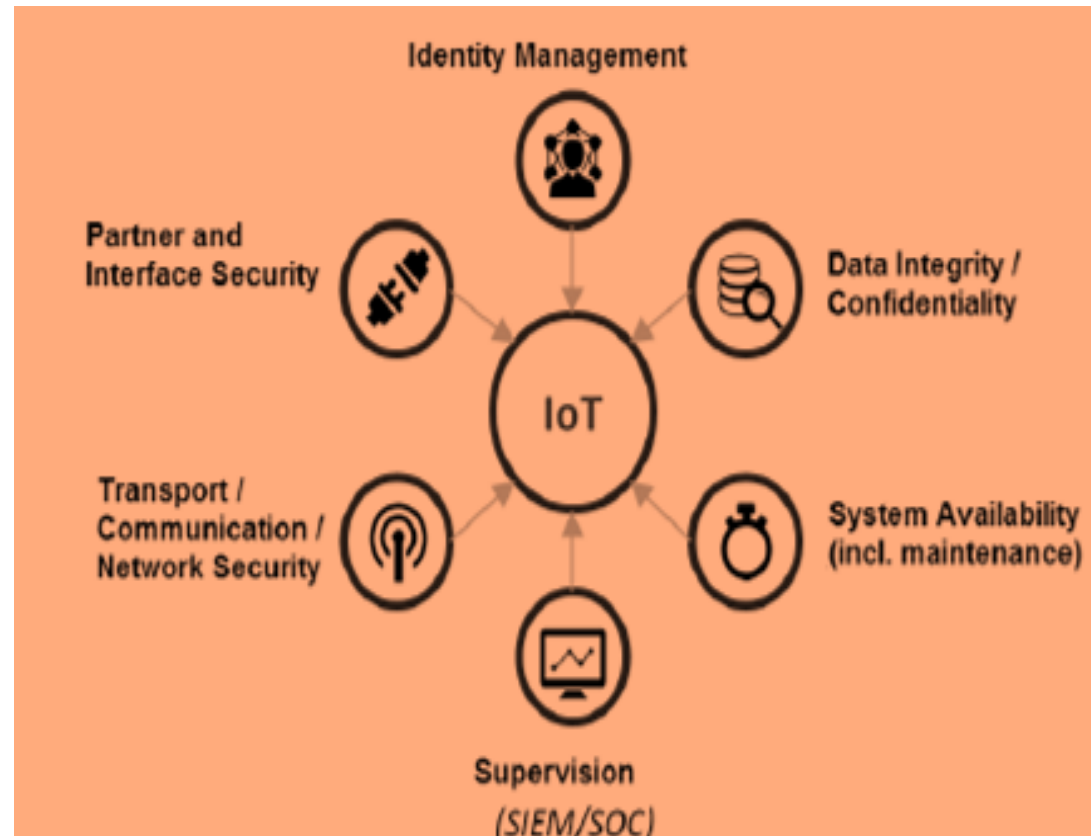 Identity Management
Partner and
Interface Security
Data Integrity /
Confidentiality
IoT
Transport /
Communication /
Network Security
System Availability
(incl. maintenance)
Supervision
(SIEM/SOC)